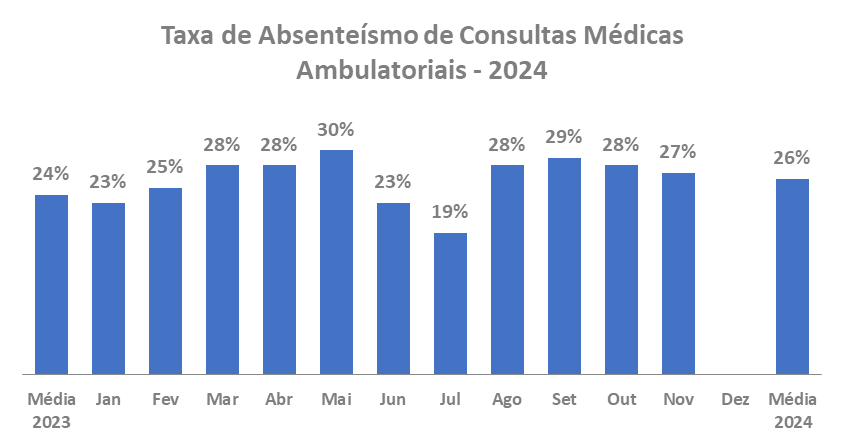 Taxa de Absenteísmo de Consultas Médicas
Ambulatoriais - 2024
24%
23%
25%
28%
28%
30%
23%
19%
28%
29%
28%
27%
26%
Média
2023
Jan
Fev
Mar
Abr
Mai
Jun
Jul
Ago
Set
Out
Nov
Dez
Média
2024